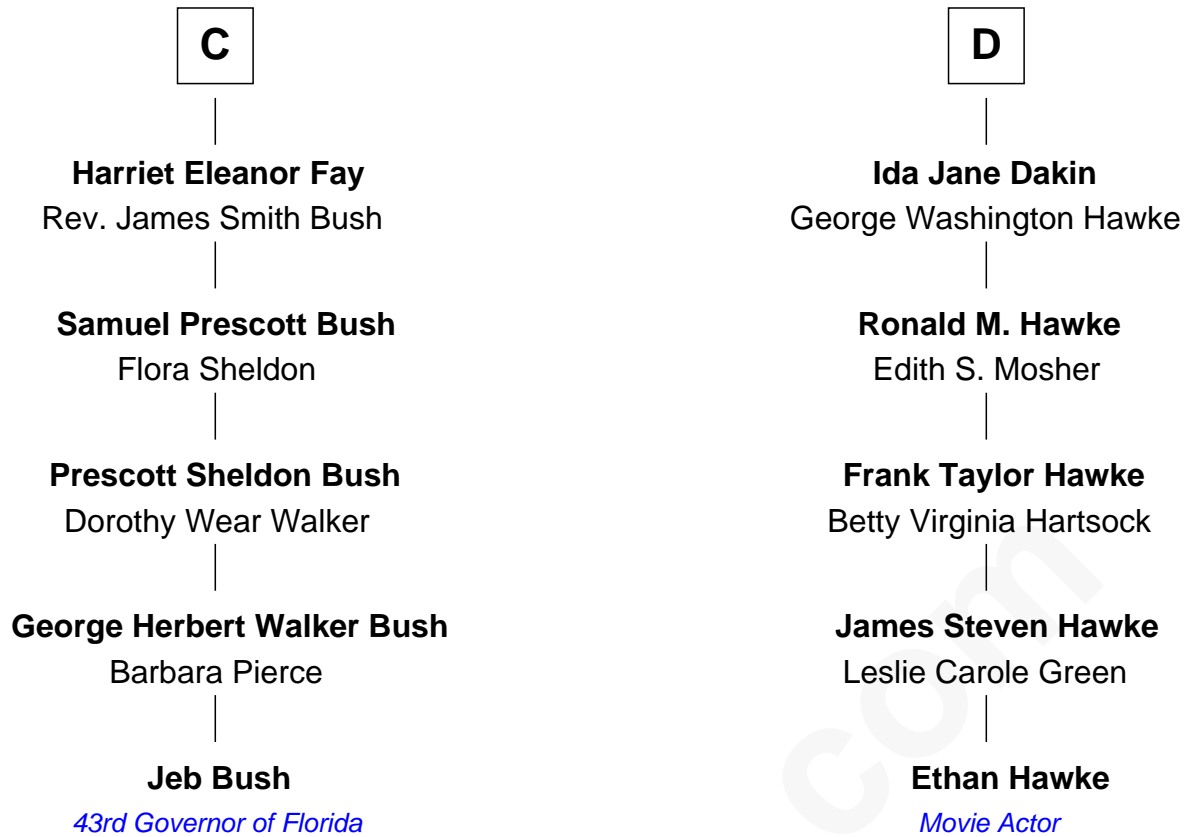 C
Harriet Eleanor Fay
Rev. James Smith Bush
Samuel Prescott Bush
Flora Sheldon
Prescott Sheldon Bush
Dorothy Wear Walker
George Herbert Walker Bush
Barbara Pierce
Jeb Bush
43rd Governor of Florida
D
Ida Jane Dakin
George Washington Hawke
Ronald M. Hawke
Edith S. Mosher
Frank Taylor Hawke
Betty Virginia Hartsock
James Steven Hawke
Leslie Carole Green
Ethan Hawke
Movie Actor
com